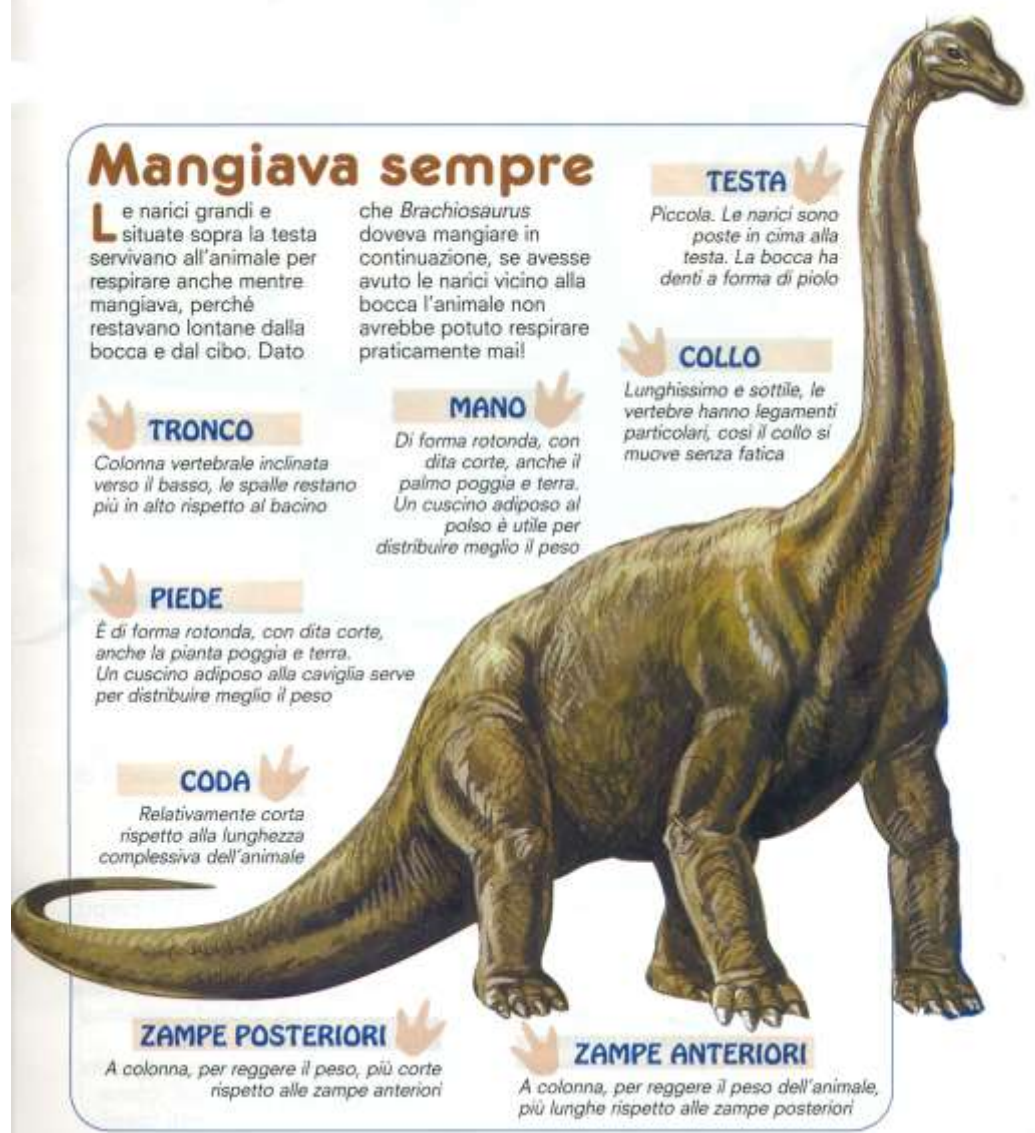 Mangiava sempre
Le narici grandi e
situate sopra la testa
servivano all'animale per
respirare anche mentre
mangiava, perché
restavano lontane dalla
bocca e dal cibo. Dato
che Brachiosaurus
doveva mangiare in
continuazione, se avesse
avuto le narici vicino alla
bocca l'animale non
avrebbe potuto respirare
praticamente mai!
TESTA
Piccola. Le narici sono
poste in cima alla
testa. La bocca ha
denti a forma di piolo
COLLO
Lunghissimo e sottile, le
vertebre hanno legamenti
particolari, così il collo si
muove senza fatica
TRONCO
Colonna vertebrale inclinata
verso il basso, le spalle restano
più in alto rispetto al bacino
MANO
Di forma rotonda, con
dita corte, anche il
palmo poggia e terra.
Un cuscino adiposo al
polso è utile per
distribuire meglio il peso
PIEDE
È di forma rotonda, con dita corte,
anche la pianta poggia e terra.
Un cuscino adiposo alla caviglia serve
per distribuire meglio il peso
CODA
Relativamente corta
rispetto alla lunghezza
complessiva dell'animale
ZAMPE POSTERIORI
A colonna, per reggere il peso, più corte
rispetto alle zampe anteriori
ZAMPE ANTERIORI
A colonna, per reggere il peso dell'animale,
più lunghe rispetto alle zampe posteriori